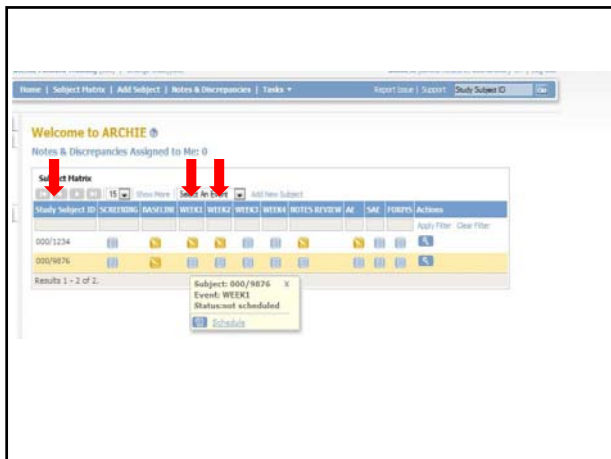 Home | Subject Matrix | Add Subject | Notes & Discrepancies | Tasks
Report Issue | Support Study Subject ID Go
Welcome to ARCHIE
Notes & Discrepancies Assigned to Me: 0
15 Show More Select An Event Add New Subject
Study Subject ID SCREENING BASELINE WEEK1 WEEK2 WEEK3 WEEK4 NOTES REVIEW AE SAE Actions
Apply Filter Clear Filter
000/1234
000/9876
Results 1 - 2 of 2.
Subject: 000/9876 X
Event: WEEK1
Status:not scheduled
Schedule